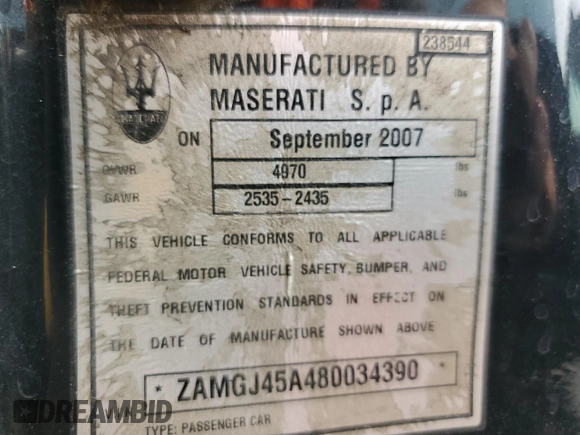 238544
MANUFACTURED BY
MASERATI S.p.A.
MASERATI
ON September 2007
GVWR 4970 lbs
GAWR 2535-2435 lbs
THIS VEHICLE CONFORMS TO ALL APPLICABLE
FEDERAL MOTOR VEHICLE SAFETY, BUMPER, AND
THEFT PREVENTION STANDARDS IN EFFECT ON
THE DATE OF MANUFACTURE SHOWN ABOVE
* ZAMGJ45A480034390 *
TYPE: PASSENGER CAR
DREAMBID